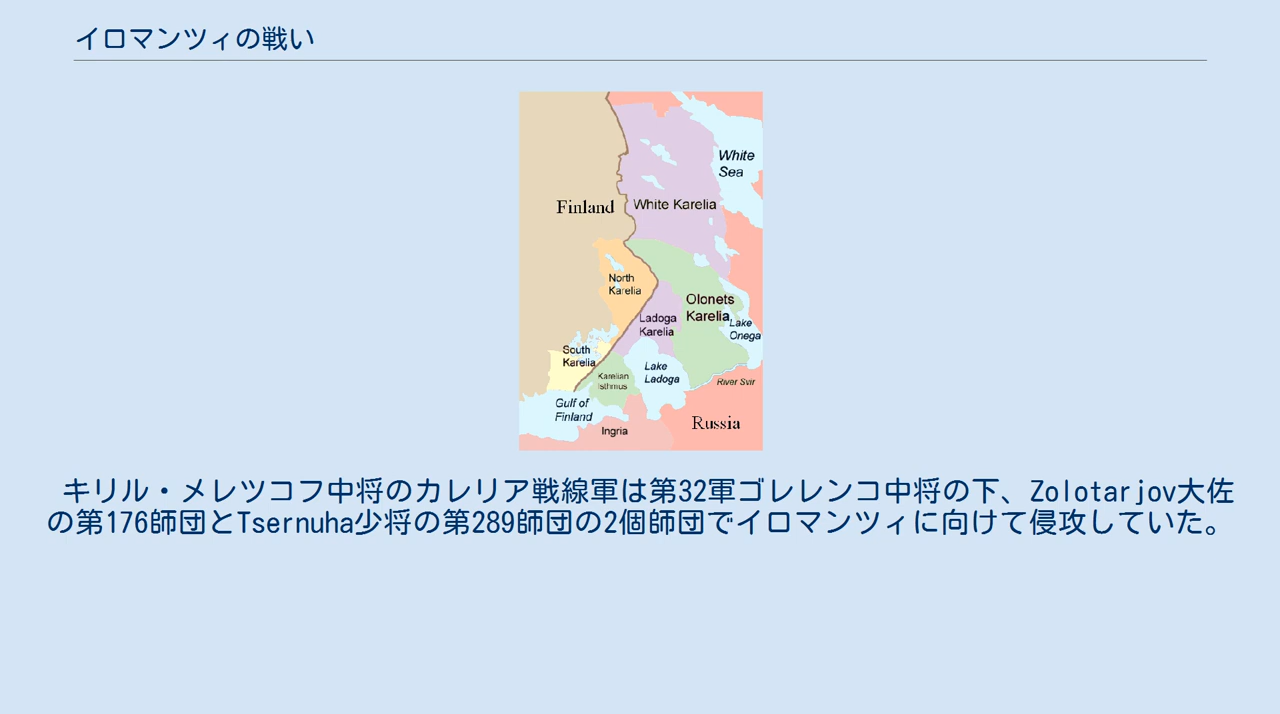 イロマンツィの戦い
White
Sea
Finland
White Karelia
North
Karelia
Olonets
Karelia
Ladoga
Karelia
Lake
Onega
South
Karelia
Lake
Ladoga
Karelian
Isthmus
River Svir
Gulf of
Finland
Russia
Ingria
キリル・メレツコフ中将のカレリア戦線軍は第32軍ゴレレンコ中将の下、Zolotarjov大佐
の第176師団とTsernuha少将の第289師団の2個師団でイロマンツィに向けて侵攻していた。